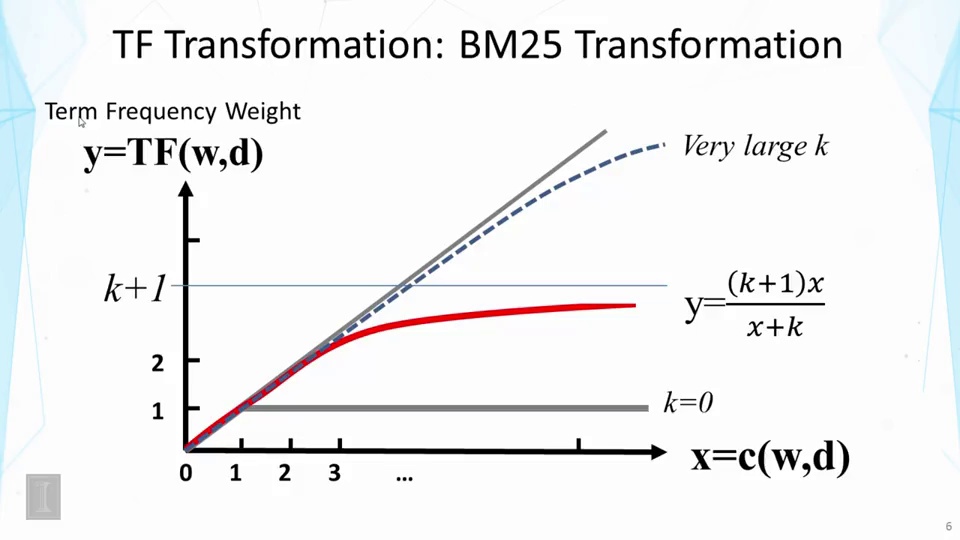 TF Transformation: BM25 Transformation
Term Frequency Weight
y=TF(w,d)
Very large k
k+1
y=(k+1)x/x+k
2
1
k=0
0 1 2 3 ...
x=c(w,d)
I
6